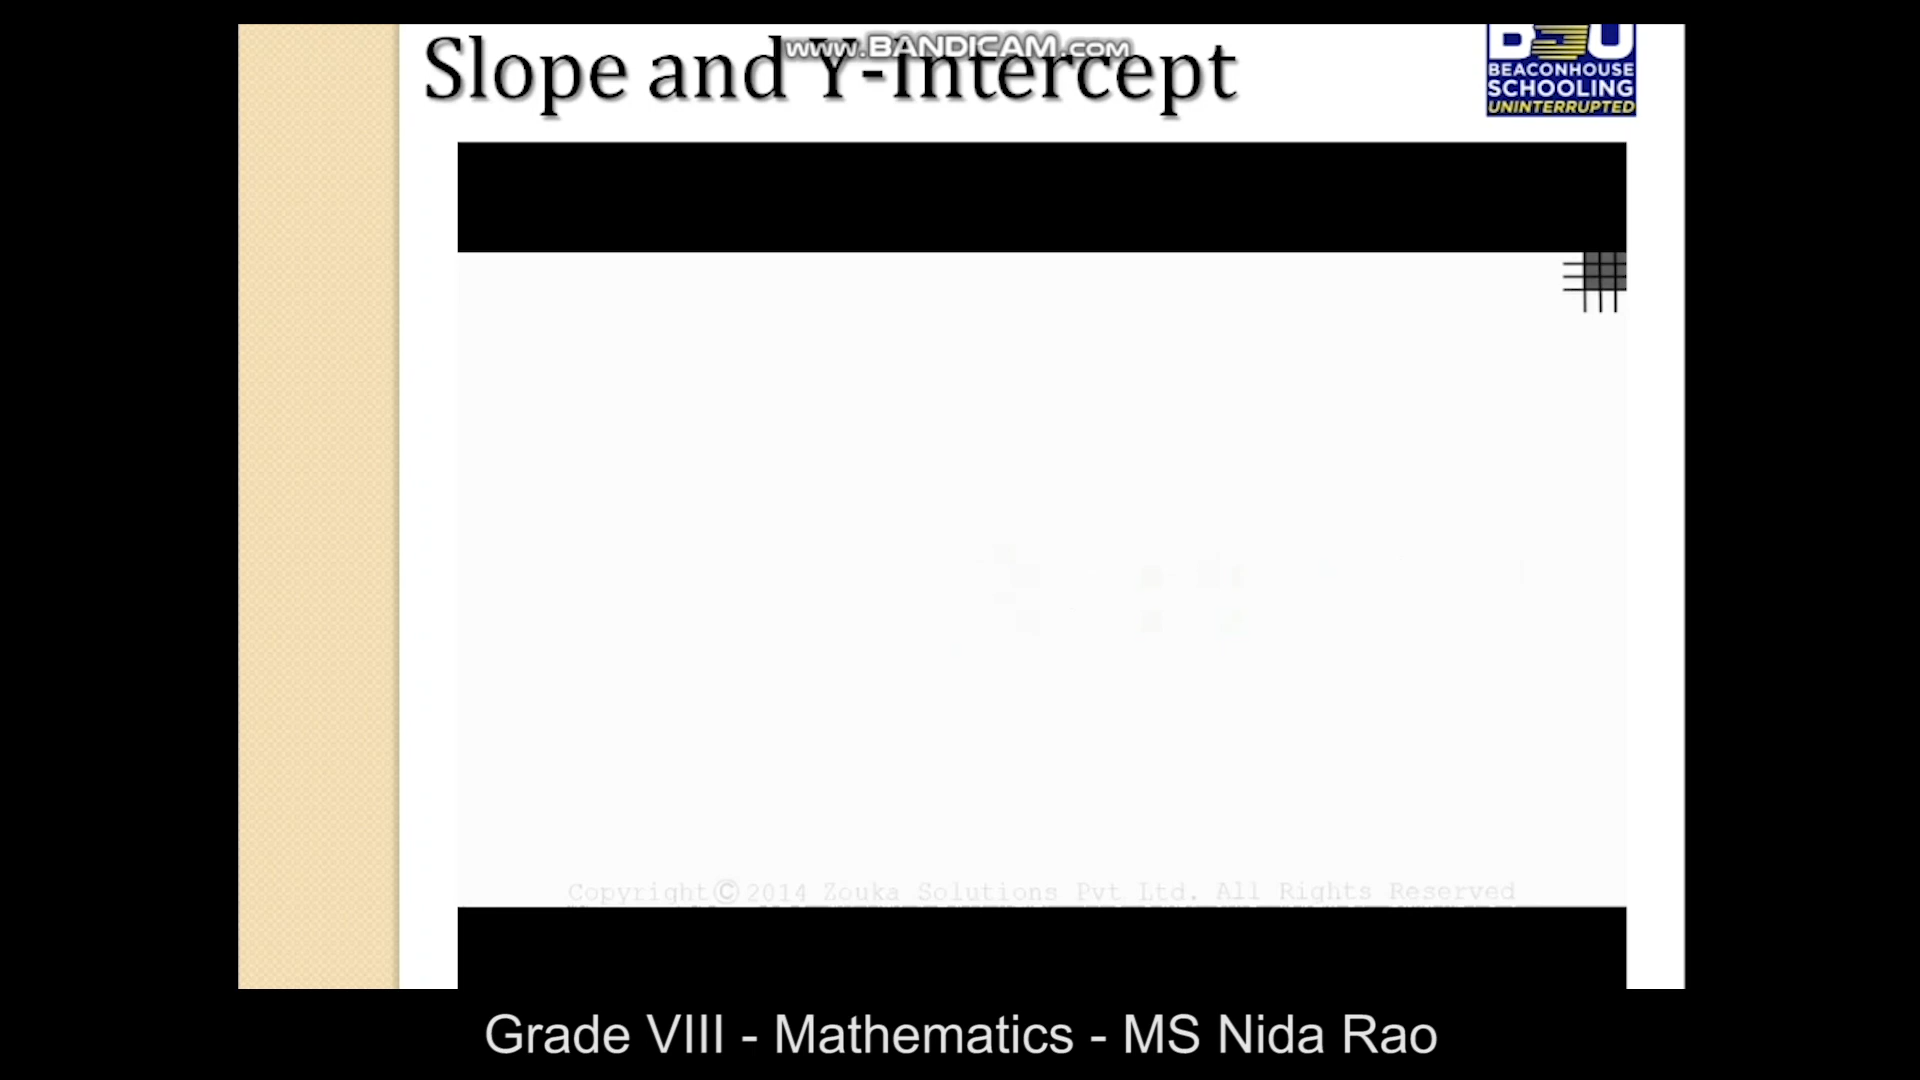 www.BANDICAM.com
Slope and Y-Intercept
BSU
BEACONHOUSE
SCHOOLING
UNINTERRUPTED
Copyright©2014 Zouka Solutions Pvt Ltd. All Rights Reserved
Grade VIII - Mathematics - MS Nida Rao